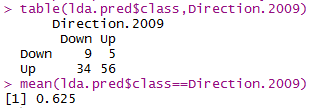 > table(lda.pred$class,Direction.2009)
Direction.2009
Down Up
Down 9 5
Up 34 56
> mean(lda.pred$class==Direction.2009)
[1] 0.625